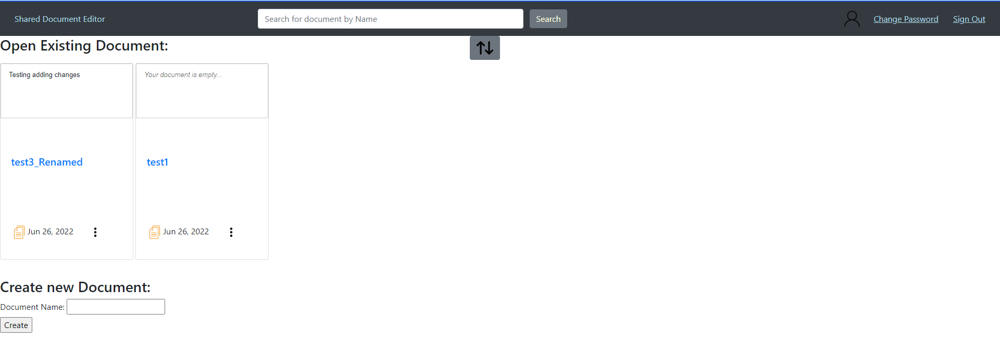 Shared Document Editor
Search for document by Name
Search
Change Password
Sign Out
Open Existing Document:
Testing adding changes
Your document is empty...
test3_Renamed
test1
Jun 26, 2022
Jun 26, 2022
Create new Document:
Document Name:
Create